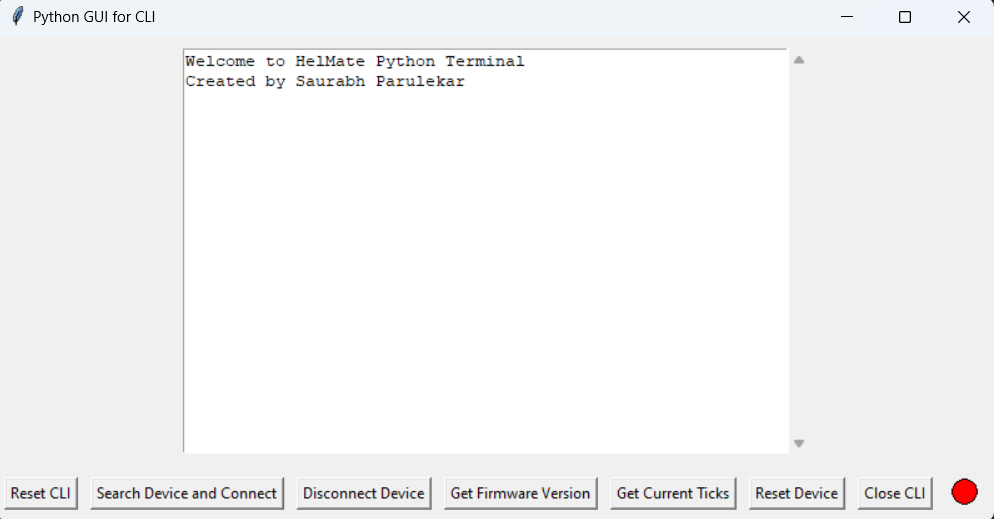 Python GUI for CLI
Welcome to HelMate Python Terminal
Created by Saurabh Parulekar
Reset CLI
Search Device and Connect
Disconnect Device
Get Firmware Version
Get Current Ticks
Reset Device
Close CLI